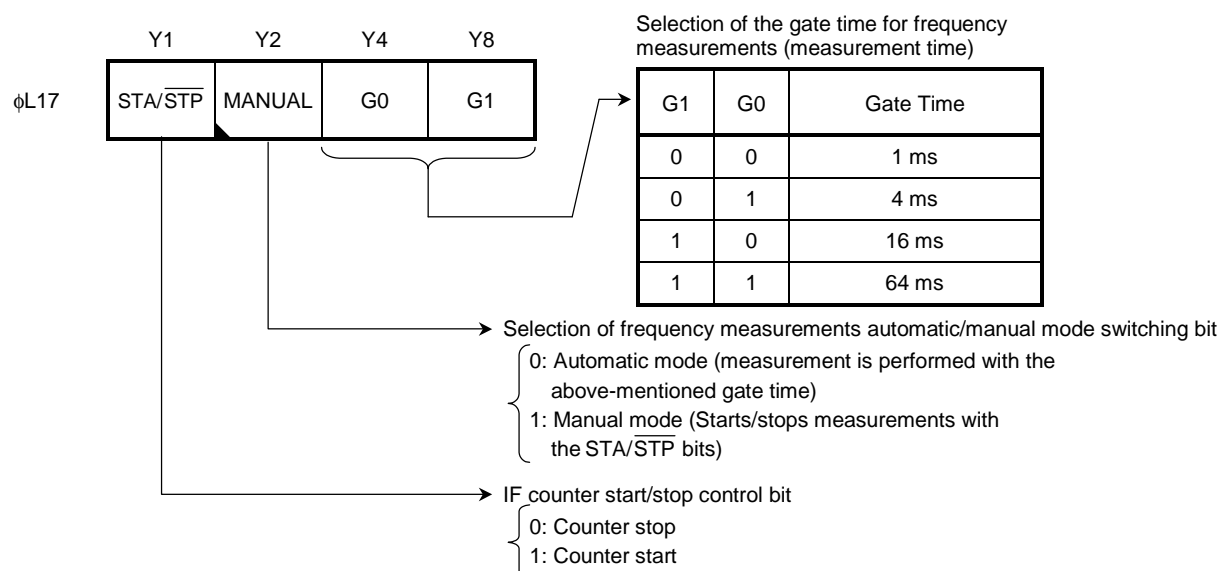 Selection of the gate time for frequency
measurements (measurement time)
Y1 Y2 Y4 Y8
φL17 STA/S̅T̅P̅ MANUAL G0 G1
G1 G0 Gate Time
0 0 1 ms
0 1 4 ms
1 0 16 ms
1 1 64 ms
Selection of frequency measurements automatic/manual mode switching bit
0: Automatic mode (measurement is performed with the
above-mentioned gate time)
1: Manual mode (Starts/stops measurements with
the STA/S̅T̅P̅ bits)
IF counter start/stop control bit
0: Counter stop
1: Counter start